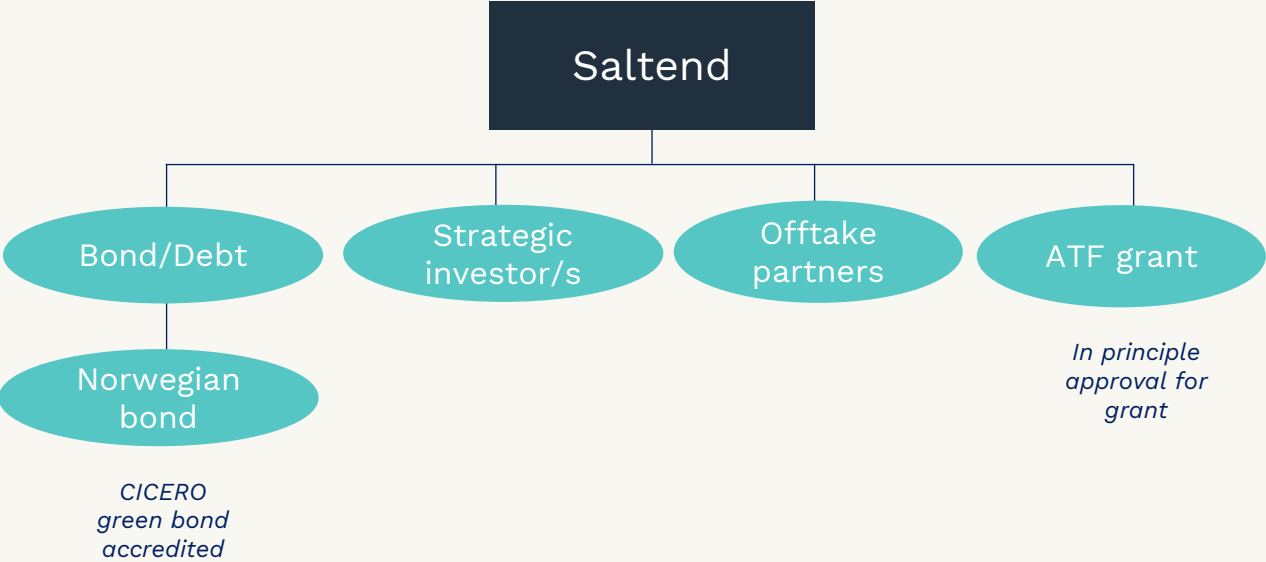 Saltend
Bond/Debt
Strategic
investor/s
Offtake
partners
ATF grant
Norwegian
bond
In principle
approval for
grant
CICERO
green bond
accredited